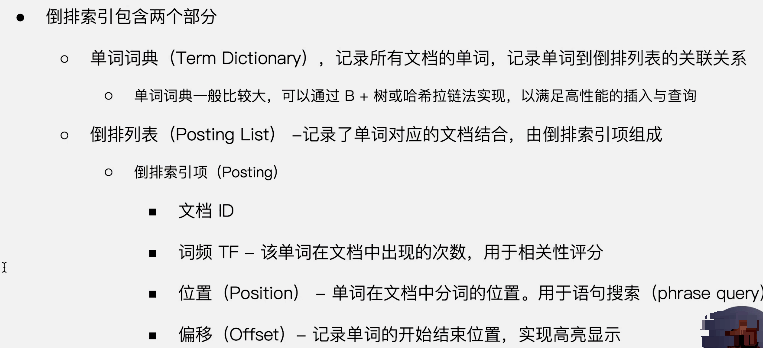 倒排索引包含两个部分
单词词典（Term Dictionary），记录所有文档的单词，记录单词到倒排列表的关联关系
单词词典一般比较大，可以通过 B + 树或哈希拉链法实现，以满足高性能的插入与查询
倒排列表（Posting List） –记录了单词对应的文档结合，由倒排索引项组成
倒排索引项（Posting）
文档 ID
词频 TF – 该单词在文档中出现的次数，用于相关性评分
位置（Position） – 单词在文档中分词的位置。用于语句搜索（phrase query）
偏移（Offset）– 记录单词的开始结束位置，实现高亮显示